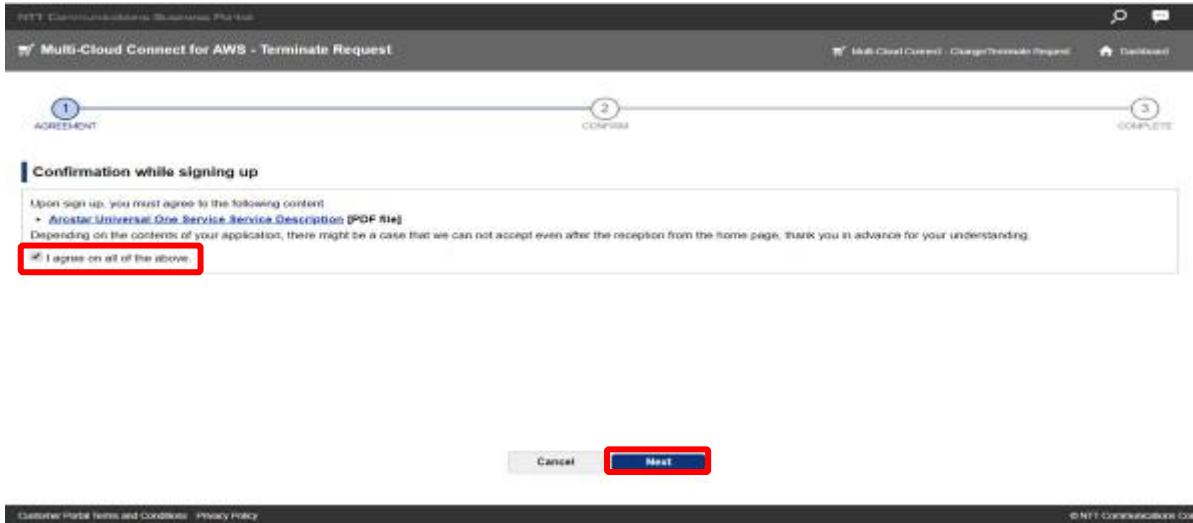 NTT Communications Business Portal
Multi-Cloud Connect for AWS - Terminate Request
Multi-Cloud Connect - Change/Terminate Request
Dashboard
1
2
3
AGREEMENT
CONFIRM
COMPLETE
Confirmation while signing up
Upon sign up, you must agree to the following content
• Arcstar Universal One Service Service Description [PDF file]
Depending on the contents of your application, there might be a case that we can not accept even after the reception from the home page, thank you in advance for your understanding.
I agree on all of the above.
Cancel
Next
Customer Portal Terms and Conditions Privacy Policy
© NTT Communications Co